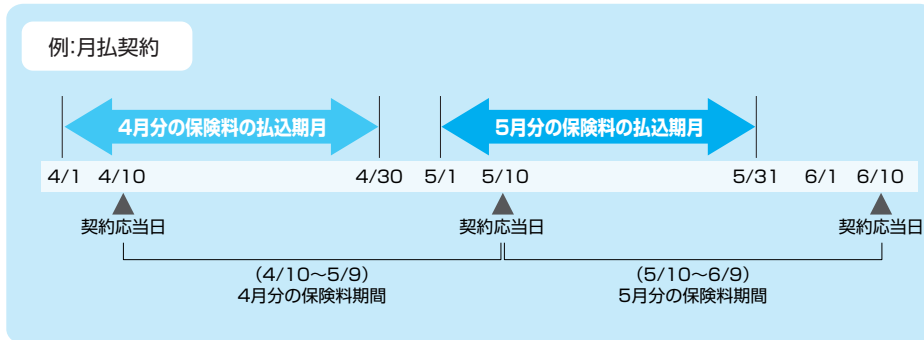 例:月払契約
4月分の保険料の払込期月 5月分の保険料の払込期月
4/1 4/10 4/30 5/1 5/10 5/31 6/1 6/10
契約応当日 契約応当日 契約応当日
(4/10～5/9) (5/10～6/9)
4月分の保険料期間 5月分の保険料期間